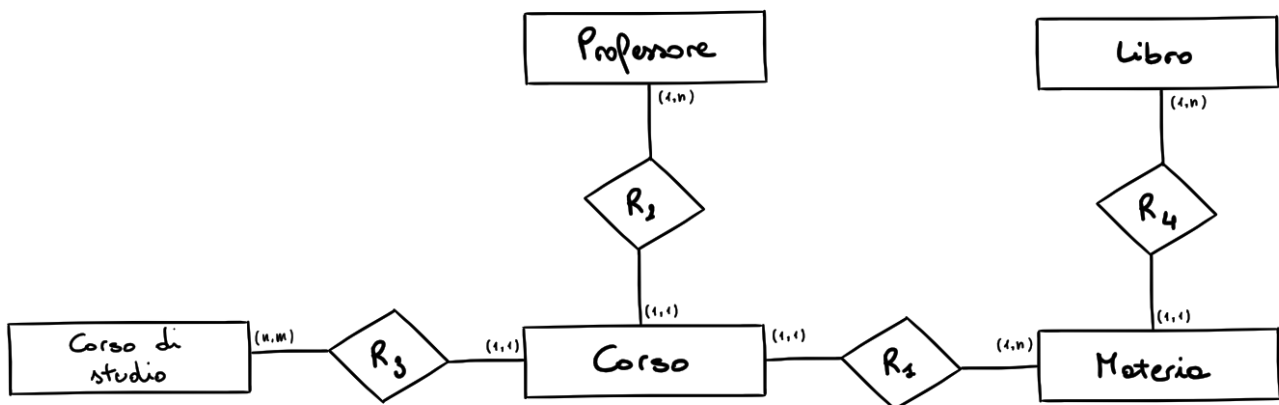 Professore
Libro
(1,n)
(1,n)
R2
R4
(1,1)
(1,1)
Corso di
studio
(n,m)
R3
(1,1)
Corso
(1,1)
R1
(1,n)
Materia